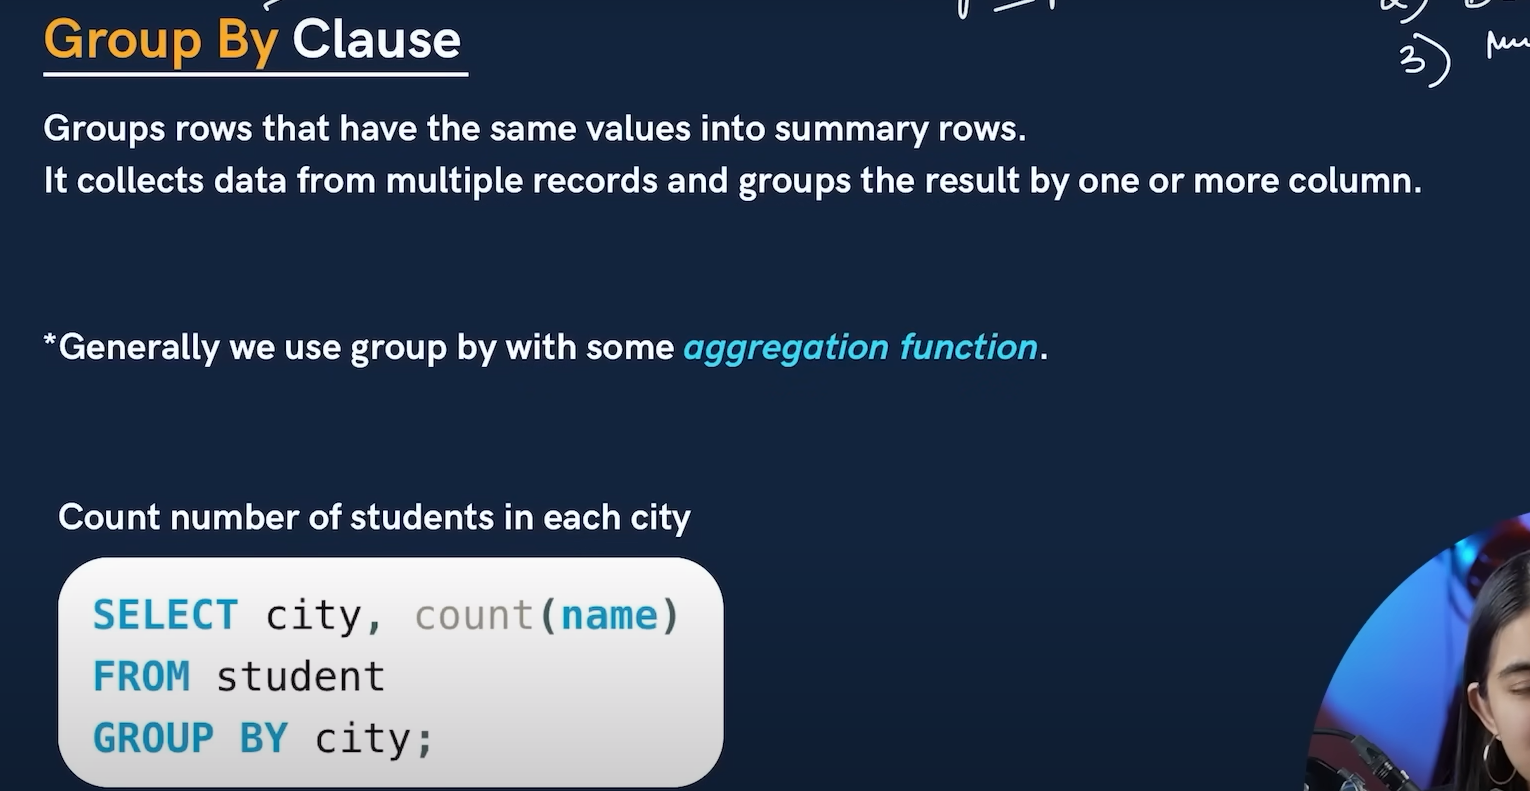 Group By Clause
3)
Groups rows that have the same values into summary rows.
It collects data from multiple records and groups the result by one or more column.
*Generally we use group by with some aggregation function.
Count number of students in each city
SELECT city, count(name)
FROM student
GROUP BY city;